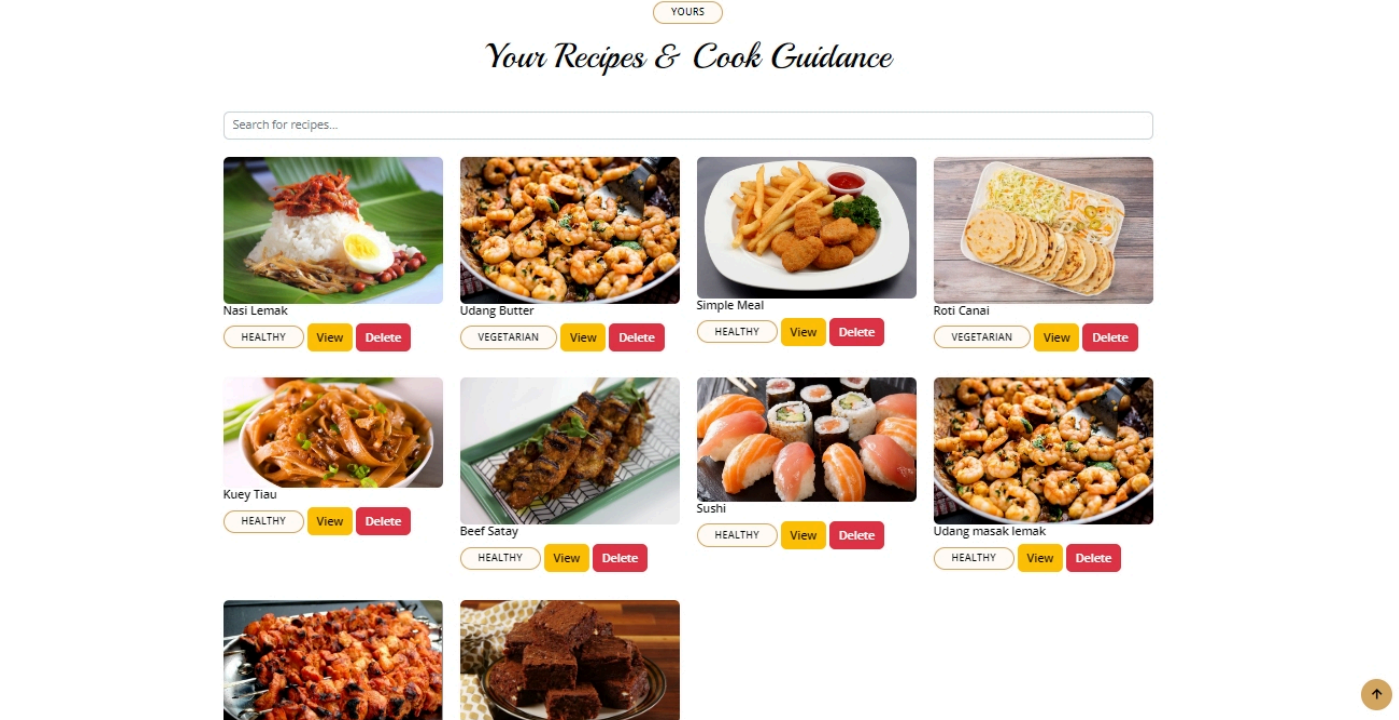 YOURS
Your Recipes & Cook Guidance
Search for recipes...
Nasi Lemak
HEALTHY View Delete
Udang Butter
VEGETARIAN View Delete
Simple Meal
HEALTHY View Delete
Roti Canai
VEGETARIAN View Delete
Kuey Tiau
HEALTHY View Delete
Beef Satay
HEALTHY View Delete
Sushi
HEALTHY View Delete
Udang masak lemak
HEALTHY View Delete